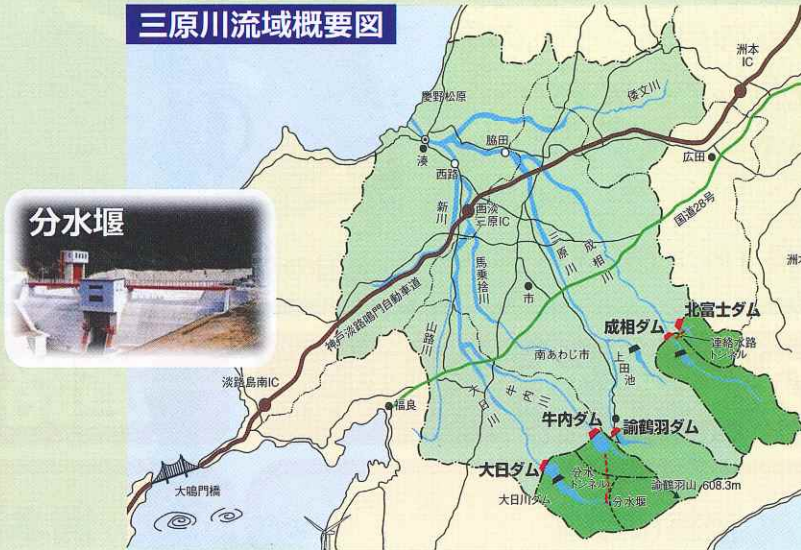 三原川流域概要図
洲本
IC
慶野松原
倭文川
脇田
湊
広田
西路
分水堰
新川
西淡
三原IC
国道28号
三原川
成相川
馬乗捨川
洲本
市
北富士ダム
成相ダム
連絡水路
トンネル
神戸淡路鳴門自動車道
山路川
南あわじ市
上田池
淡路島南IC
福良
大日川
牛内川
牛内ダム
諭鶴羽ダム
大日ダム
分水
トンネル
諭鶴羽山 608.3m
大鳴門橋
大日川ダム
分水堰